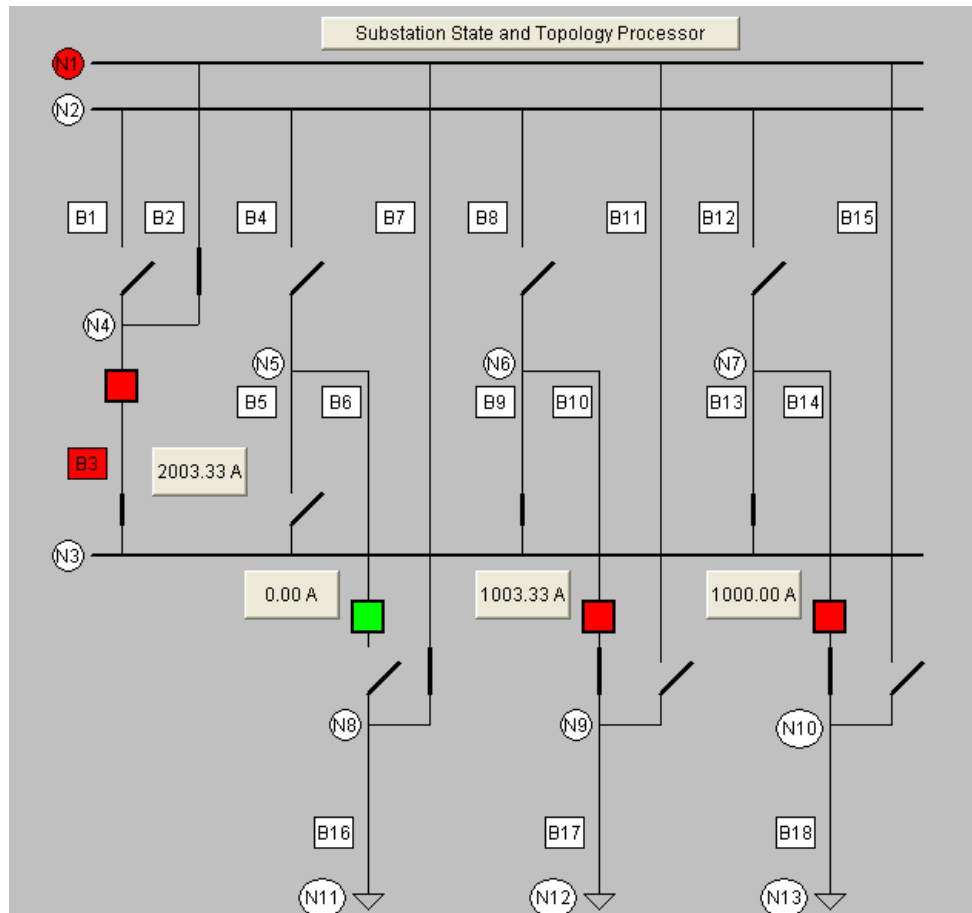 Substation State and Topology Processor
N1
N2
B1
B2
B4
B7
B8
B11
B12
B15
N4
N5
N6
N7
B5
B6
B9
B10
B13
B14
B3
2003.33 A
N3
0.00 A
1003.33 A
1000.00 A
N8
N9
N10
B16
B17
B18
N11
N12
N13